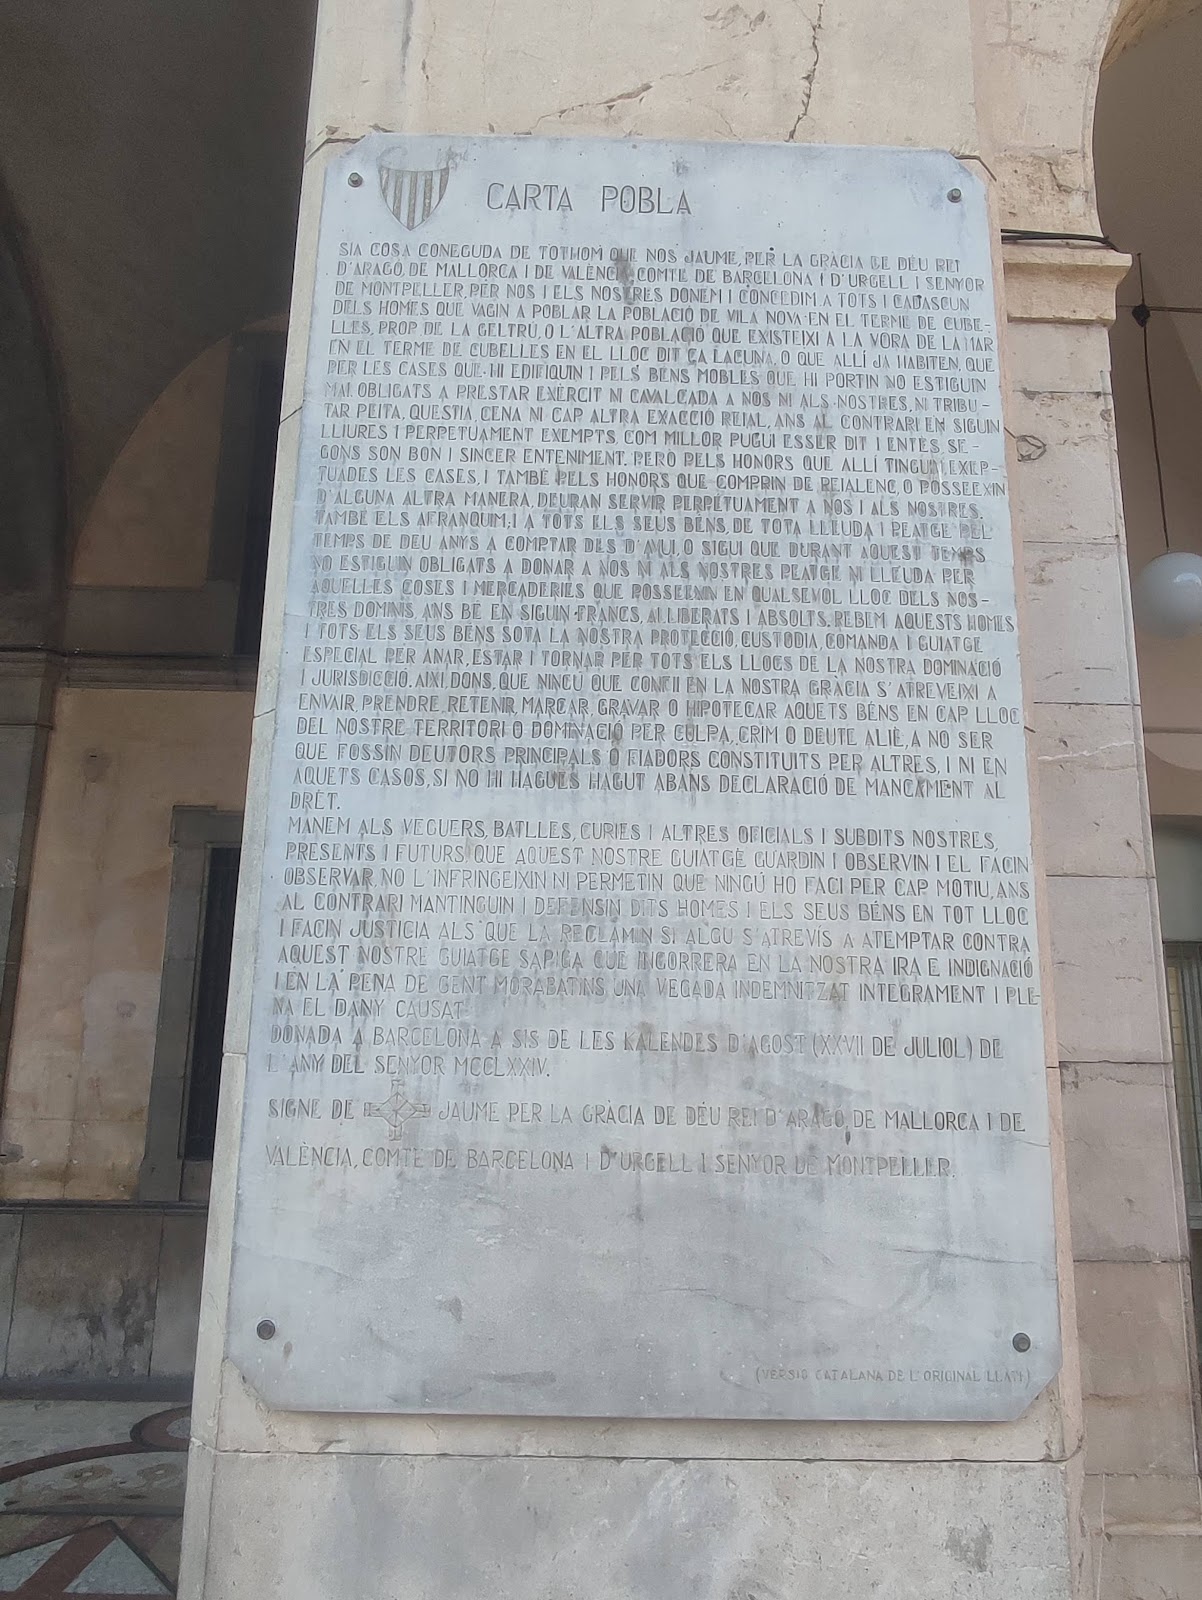 CARTA POBLA
SIA COSA CONEGUDA DE TOTHOM QUE NOS JAUME, PER LA GRÀCIA DE DÉU REI
D'ARAGÓ, DE MALLORCA I DE VALÈNCIA, COMTE DE BARCELONA I D'URGELL I SENYOR
DE MONTPELLER, PER NOS I ELS NOSTRES DONEM I CONCEDIM A TOTS I CADASCUN
DELS HOMES QUE VAGIN A POBLAR LA POBLACIÓ DE VILA NOVA EN EL TERME DE CUBE-
LLES, PROP DE LA GELTRÚ, O L'ALTRA POBLACIÓ QUE EXISTEIXI A LA VORA DE LA MAR
EN EL TERME DE CUBELLES EN EL LLOC DIT ÇA LACUNA, O QUE ALLÍ JA HABITEN, QUE
PER LES CASES QUE HI EDIFIQUIN I PELS BÉNS MOBLES QUE HI PORTIN NO ESTIGUIN
MAI OBLIGATS A PRESTAR EXÈRCIT NI CAVALCADA A NOS NI ALS NOSTRES, NI TRIBU-
TAR PEITA, QUESTIA, CENA NI CAP ALTRA EXACCIÓ REIAL, ANS AL CONTRARI EN SIGUIN
LLIURES I PERPETUAMENT EXEMPTS, COM MILLOR PUGUI ESSER DIT I ENTÈS, SE-
GONS SON BON I SINCER ENTENIMENT. PERÒ PELS HONORS QUE ALLÍ TINGUIN, EXEP-
TUADES LES CASES, I TAMBÉ PELS HONORS QUE COMPRIN DE REIALENC, O POSSEEXIN
D'ALGUNA ALTRA MANERA, DEURAN SERVIR PERPETUAMENT A NOS I ALS NOSTRES.
TAMBÉ ELS AFRANQUIM, I A TOTS ELS SEUS BÉNS, DE TOTA LLEUDA I PEATGE PEL
TEMPS DE DEU ANYS A COMPTAR DES D'AVUI, O SIGUI QUE DURANT AQUEST TEMPS
NO ESTIGUIN OBLIGATS A DONAR A NOS NI ALS NOSTRES PEATGE NI LLEUDA PER
AQUELLES COSES I MERCADERIES QUE POSSEEXIN EN QUALSEVOL LLOC DELS NOS-
TRES DOMINIS, ANS BÉ EN SIGUIN FRANCS, ALLIBERATS I ABSOLTS. REBEM AQUESTS HOMES
I TOTS ELS SEUS BÉNS SOTA LA NOSTRA PROTECCIÓ, CUSTODIA, COMANDA I GUIATGE
ESPECIAL PER ANAR, ESTAR I TORNAR PER TOTS ELS LLOCS DE LA NOSTRA DOMINACIÓ
I JURISDICCIÓ. AIXÍ DONS, QUE NINGÚ QUE CONFII EN LA NOSTRA GRÀCIA S'ATREVEIXI A
ENVAIR, PRENDRE, RETENIR, MARCAR, GRAVAR O HIPOTECAR AQUETS BÉNS EN CAP LLOC
DEL NOSTRE TERRITORI O DOMINACIÓ PER CULPA, CRIM O DEUTE ALIÈ, A NO SER
QUE FOSSIN DEUTORS PRINCIPALS O FIADORS CONSTITUITS PER ALTRES, I NI EN
AQUETS CASOS, SI NO HI HAGUÉS HAGUT ABANS DECLARACIÓ DE MANCAMENT AL
DRET.
MANEM ALS VEGUERS, BATLLES, CURIES I ALTRES OFICIALS I SUBDITS NOSTRES,
PRESENTS I FUTURS, QUE AQUEST NOSTRE GUIATGE GUARDIN I OBSERVIN I EL FACIN
OBSERVAR, NO L'INFRINGEIXIN NI PERMETIN QUE NINGÚ HO FACI PER CAP MOTIU, ANS
AL CONTRARI MANTINGUIN I DEFENSIN DITS HOMES I ELS SEUS BÉNS EN TOT LLOC
I FACIN JUSTICIA ALS QUE LA RECLAMIN. SI ALGU S'ATREVÍS A ATEMPTAR CONTRA
AQUEST NOSTRE GUIATGE SÀPIGA QUE INCORRERA EN LA NOSTRA IRA E INDIGNACIÓ
I EN LA PENA DE CENT MORABATINS, UNA VEGADA INDEMNITZAT INTEGRAMENT I PLE-
NA EL DANY CAUSAT.
DONADA A BARCELONA A SIS DE LES KALENDES D'AGOST (XXVII DE JULIOL) DE
L'ANY DEL SENYOR MCCLXXIV.
SIGNE DE JAUME PER LA GRÀCIA DE DÉU REI D'ARAGÓ, DE MALLORCA I DE
VALÈNCIA, COMTE DE BARCELONA I D'URGELL I SENYOR DE MONTPELLER.
(VERSIÓ CATALANA DE L'ORIGINAL LLATÍ)